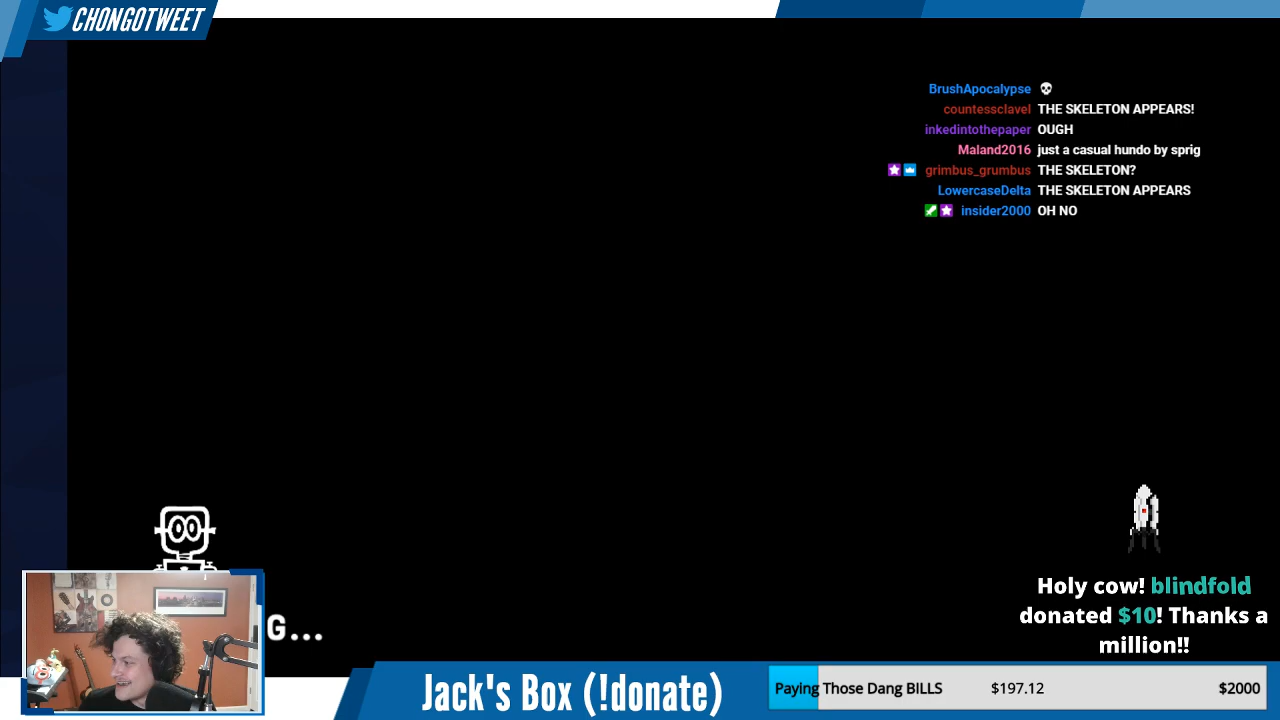 CHONGOTWEET
BrushApocalypse
countessclavel THE SKELETON APPEARS!
inkedintothepaper OUGH
Maland2016 just a casual hundo by sprig
grimbus_grumbus THE SKELETON?
LowercaseDelta THE SKELETON APPEARS
insider2000 OH NO
Holy cow! blindfold
donated $10! Thanks a
million!!
G...
Jack's Box (!donate)
Paying Those Dang BILLS $197.12 $2000